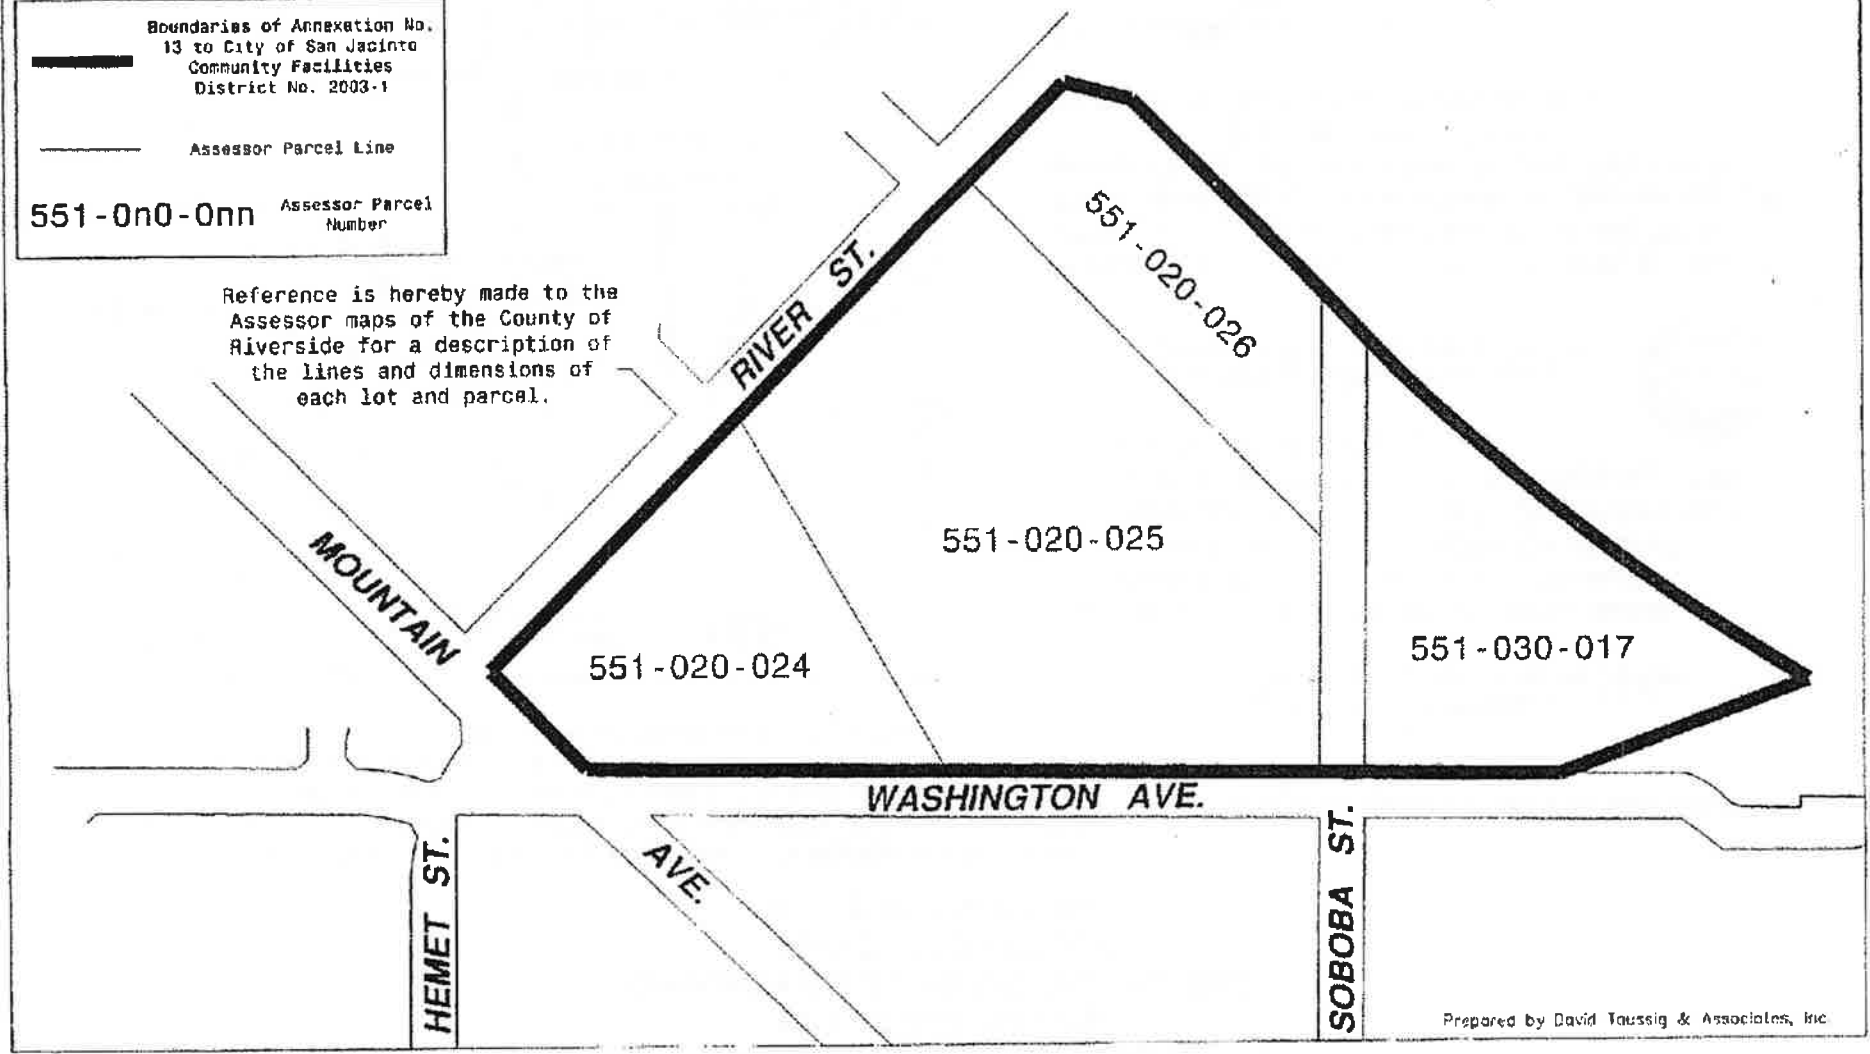 Boundaries of Annexation No.
13 to City of San Jacinto
Community Facilities
District No. 2003-1
Assessor Parcel Line
551-0n0-0nn
Assessor Parcel
Number
Reference is hereby made to the
Assessor maps of the County of
Riverside for a description of
the lines and dimensions of
each lot and parcel.
RIVER ST.
551-020-026
551-020-025
MOUNTAIN
551-020-024
551-030-017
WASHINGTON AVE.
AVE.
HEMET ST.
SOBOBA ST.
Prepared by David Taussig & Associates, Inc.